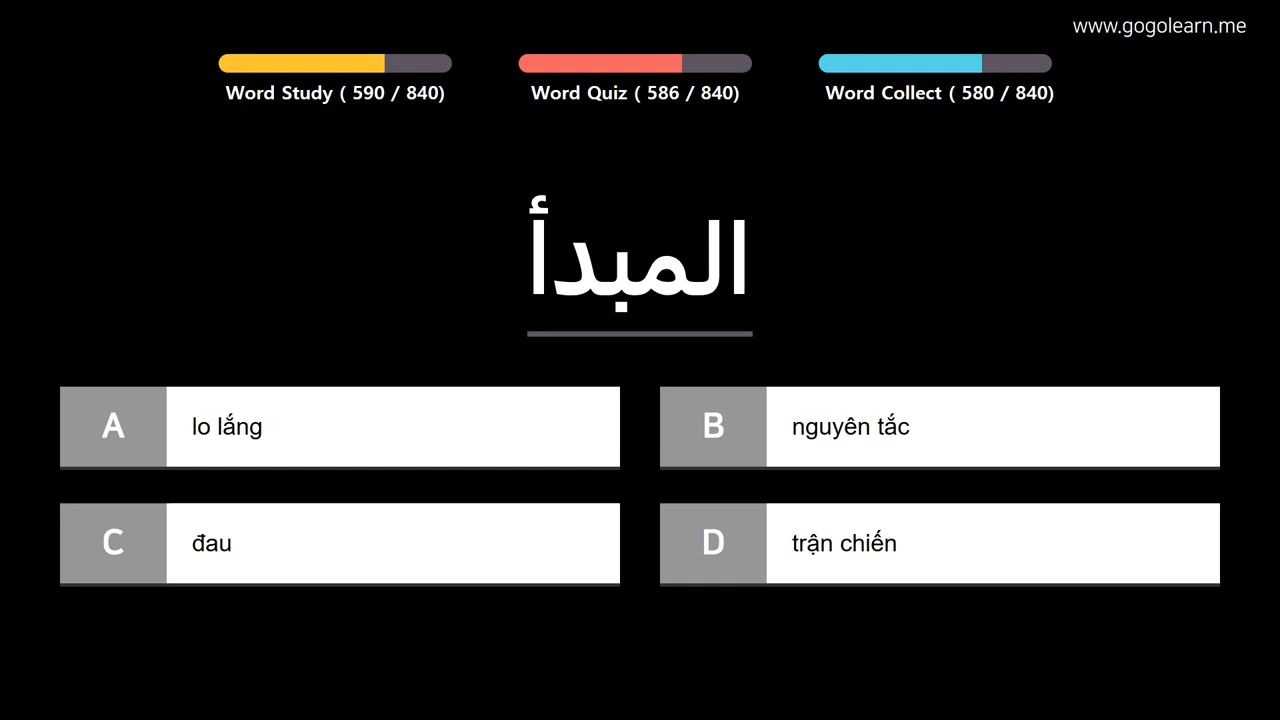 www.gogolearn.me
Word Study ( 590 / 840)
Word Quiz ( 586 / 840)
Word Collect ( 580 / 840)
المبدأ
A lo lắng
B nguyên tắc
C đau
D trận chiến